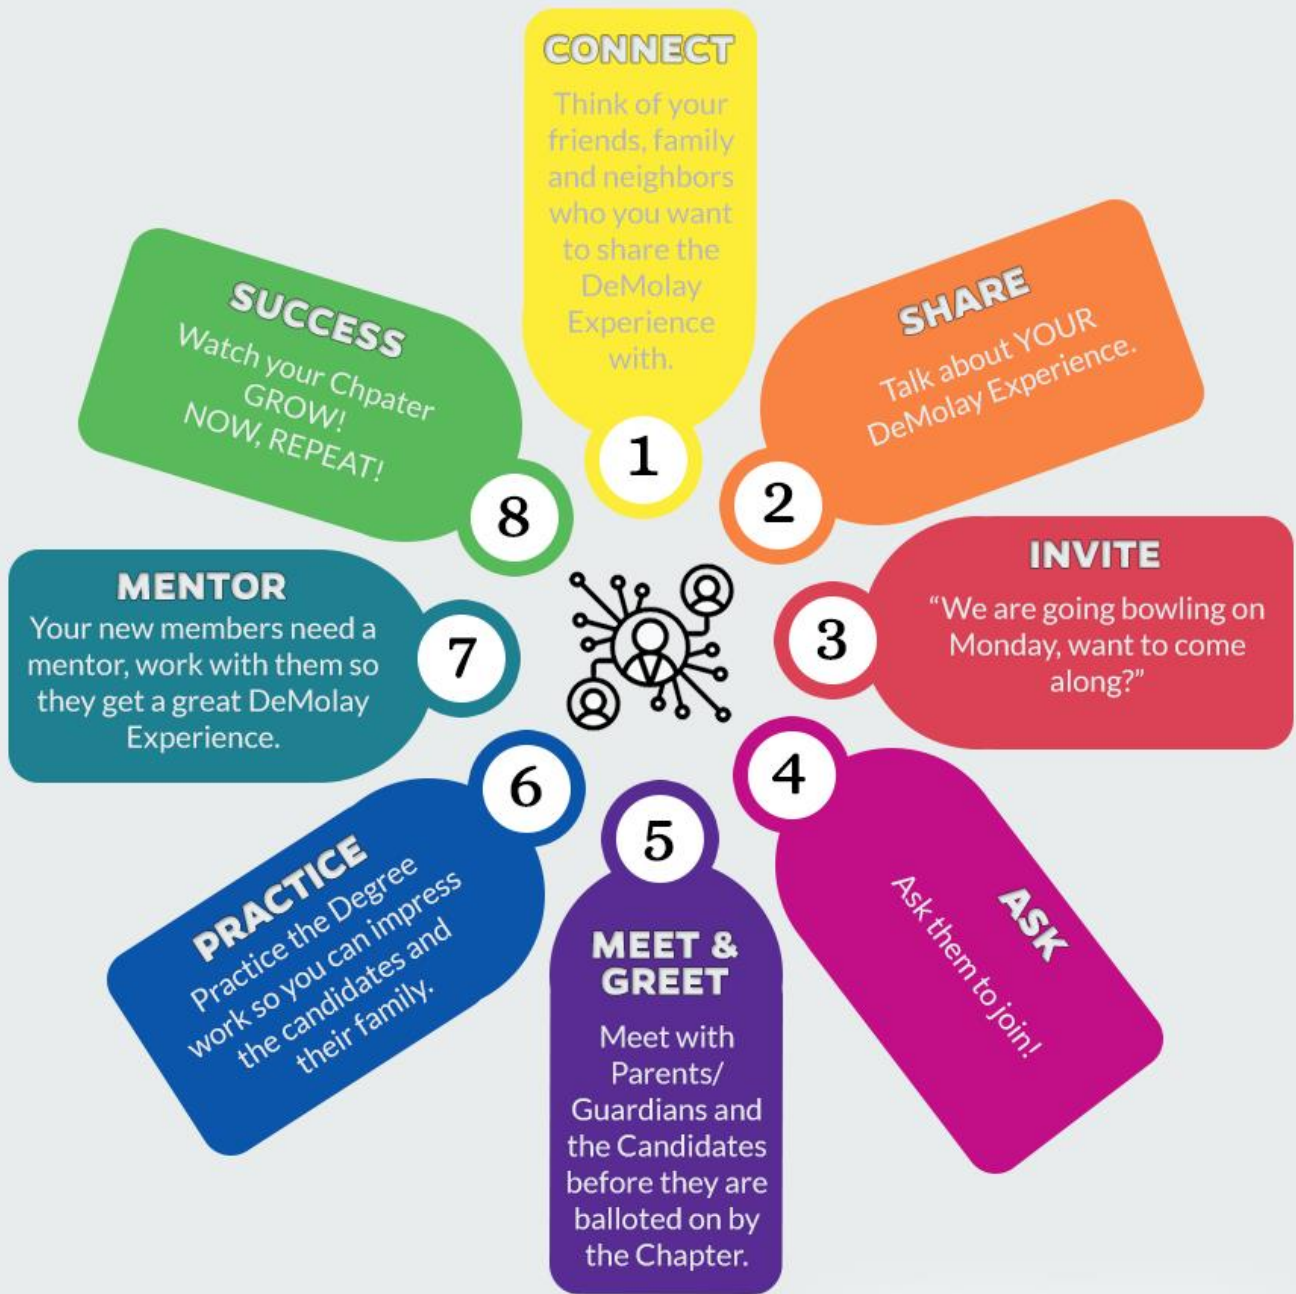 CONNECT
Think of your
friends, family
and neighbors
who you want
to share the
DeMolay
Experience
with.
1
SHARE
Talk about YOUR
DeMolay Experience.
2
INVITE
“We are going bowling on
Monday, want to come
along?”
3
ASK
Ask them to join!
4
5
MEET &
GREET
Meet with
Parents/
Guardians and
the Candidates
before they are
balloted on by
the Chapter.
6
PRACTICE
Practice the Degree
work so you can impress
the candidates and
their family.
7
MENTOR
Your new members need a
mentor, work with them so
they get a great DeMolay
Experience.
8
SUCCESS
Watch your Chpater
GROW!
NOW, REPEAT!